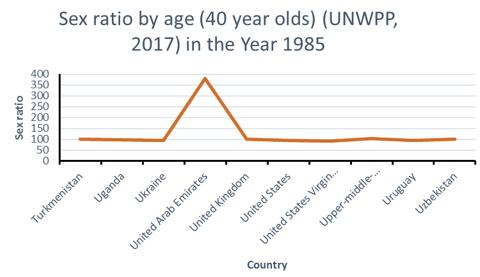 Sex ratio by age (40 year olds) (UNWPP,
2017) in the Year 1985
400
350
300
250
200
150
100
50
0
Sex ratio
Turkmenistan
Uganda
Ukraine
United Arab Emirates
United Kingdom
United States
United States Virgin...
Upper-middle-...
Uruguay
Uzbekistan
Country